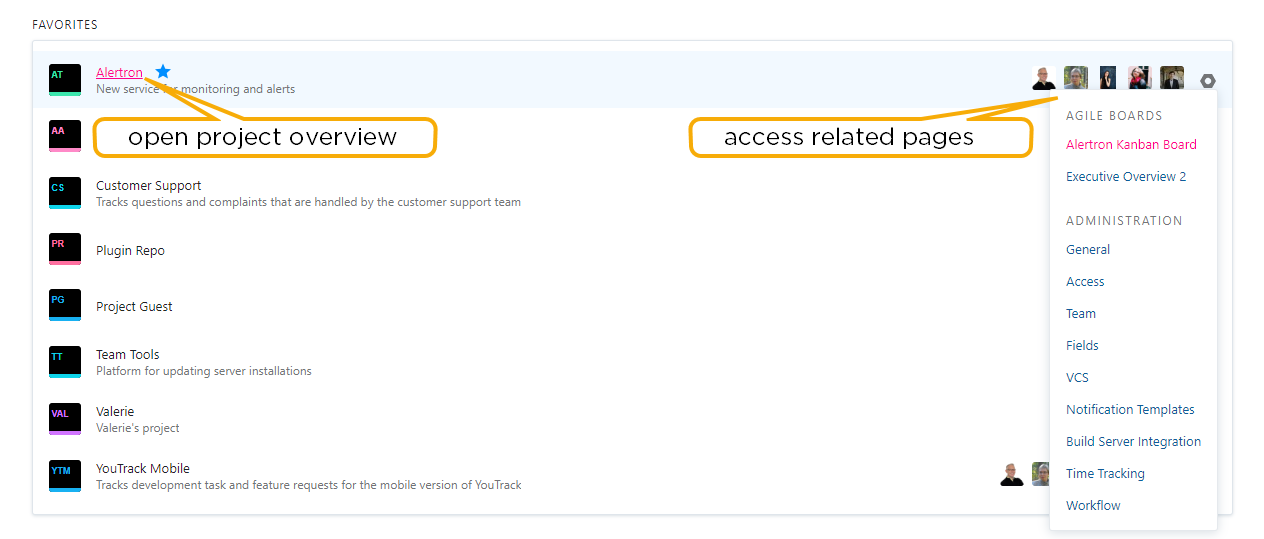 FAVORITES
AT
Alertron
New service for monitoring and alerts
open project overview
access related pages
AA
CS
Customer Support
Tracks questions and complaints that are handled by the customer support team
PR
Plugin Repo
PG
Project Guest
TT
Team Tools
Platform for updating server installations
VAL
Valerie
Valerie's project
YTM
YouTrack Mobile
Tracks development task and feature requests for the mobile version of YouTrack
AGILE BOARDS
Alertron Kanban Board
Executive Overview 2
ADMINISTRATION
General
Access
Team
Fields
VCS
Notification Templates
Build Server Integration
Time Tracking
Workflow